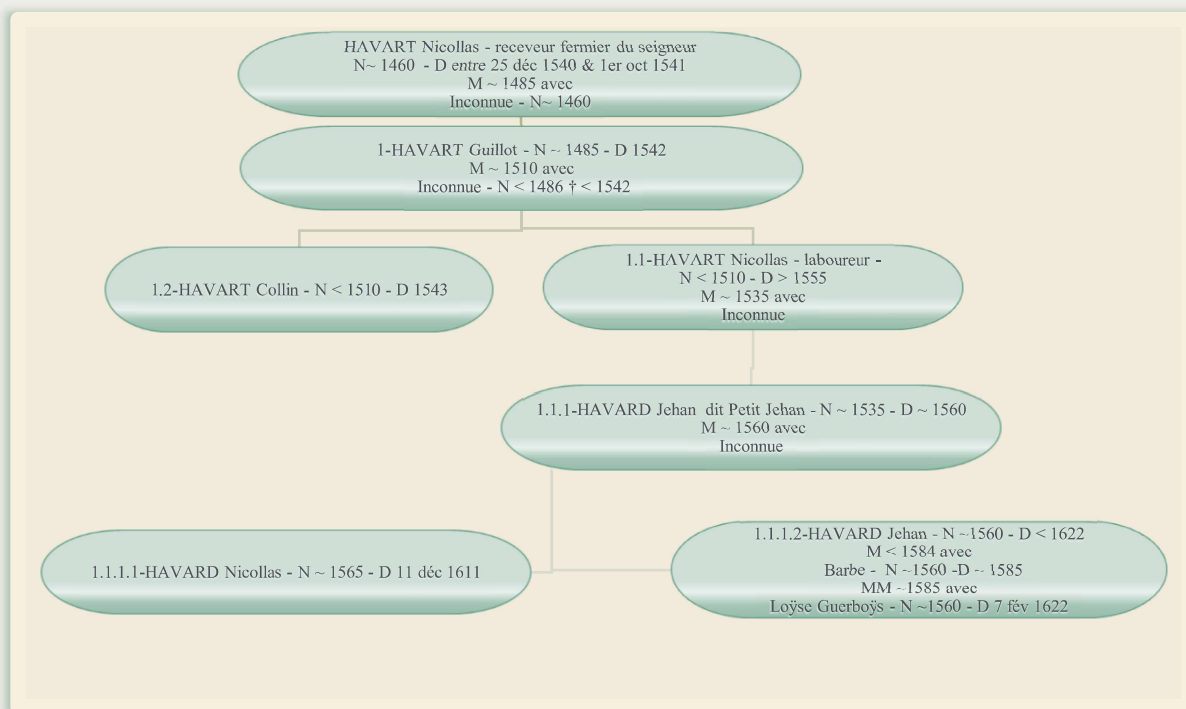 HAVART Nicollas - receveur fermier du seigneur
N~ 1460 - D entre 25 déc 1540 & 1er oct 1541
M ~ 1485 avec
Inconnue - N~ 1460
1-HAVART Guillot - N ~ 1485 - D 1542
M ~ 1510 avec
Inconnue - N < 1486 † < 1542
1.2-HAVART Collin - N < 1510 - D 1543
1.1-HAVART Nicollas - laboureur -
N < 1510 - D > 1555
M ~ 1535 avec
Inconnue
1.1.1-HAVARD Jehan dit Petit Jehan - N ~ 1535 - D ~ 1560
M ~ 1560 avec
Inconnue
1.1.1.1-HAVARD Nicollas - N ~ 1565 - D 11 déc 1611
1.1.1.2-HAVARD Jehan - N ~1560 - D < 1622
M < 1584 avec
Barbe - N ~1560 -D ~ 1585
MM ~1585 avec
Loÿse Guerboÿs - N ~1560 - D 7 fév 1622